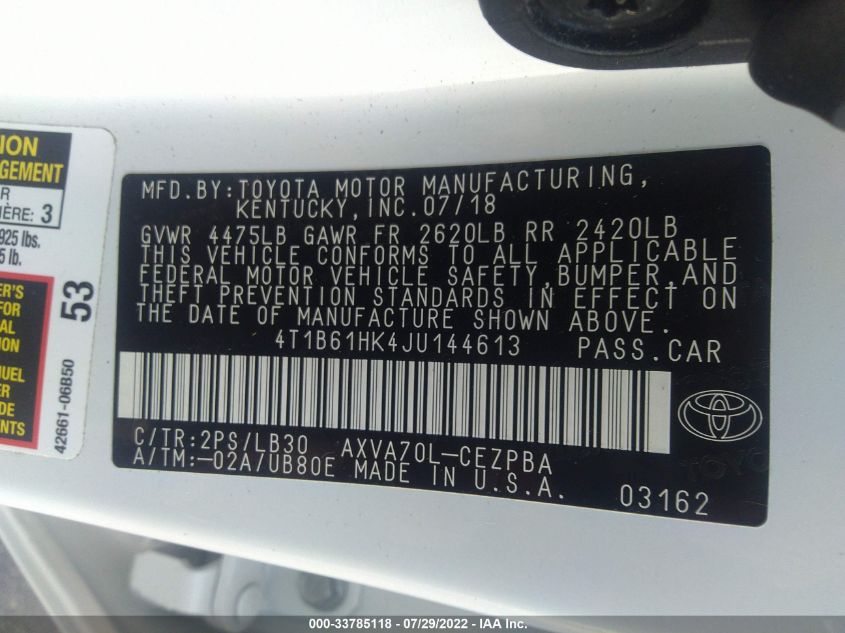 ION
GEMENT
R
IÈRE: 3
925 lbs.
5 lb.
ER'S
FOR
AL
ION
UEL
ER
DE
S
53
42661-06B50
MFD.BY:TOYOTA MOTOR MANUFACTURING,
KENTUCKY,INC.07/18
GVWR 4475LB GAWR FR 2620LB RR 2420LB
THIS VEHICLE CONFORMS TO ALL APPLICABLE
FEDERAL MOTOR VEHICLE SAFETY,BUMPER,AND
THEFT PREVENTION STANDARDS IN EFFECT ON
THE DATE OF MANUFACTURE SHOWN ABOVE.
4T1B61HK4JU144613 PASS.CAR
C/TR:2PS/LB30 AXVA70L-CEZPBA
A/TM:-02A/UB80E MADE IN U.S.A.
03162
TOYO
000-33785118 - 07/29/2022 - IAA